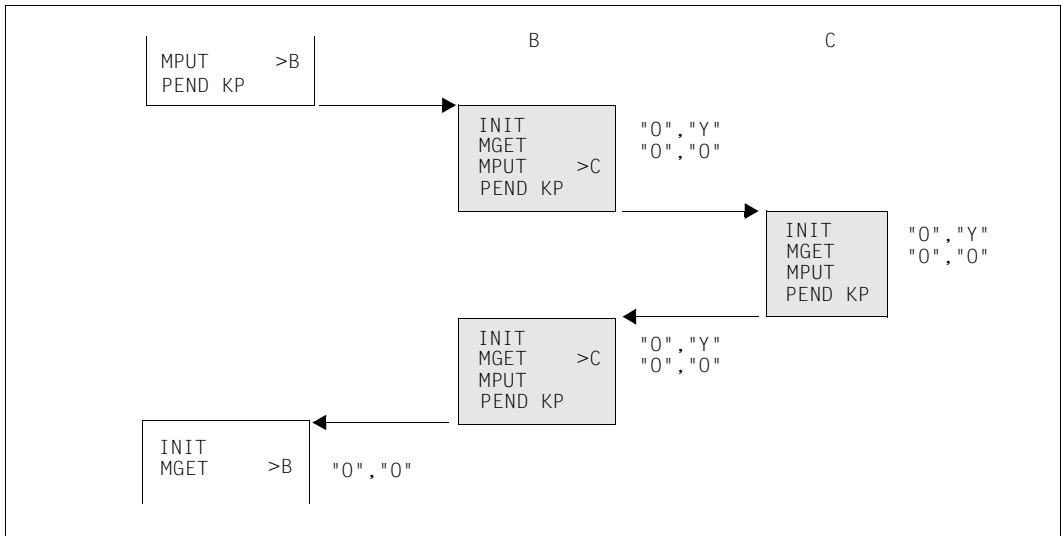 B
C
MPUT >B
PEND KP
INIT
MGET
MPUT >C
PEND KP
"O","Y"
"O","O"
INIT
MGET
MPUT
PEND KP
"O","Y"
"O","O"
INIT
MGET >C
MPUT
PEND KP
"O","Y"
"O","O"
INIT
MGET >B
"O","O"